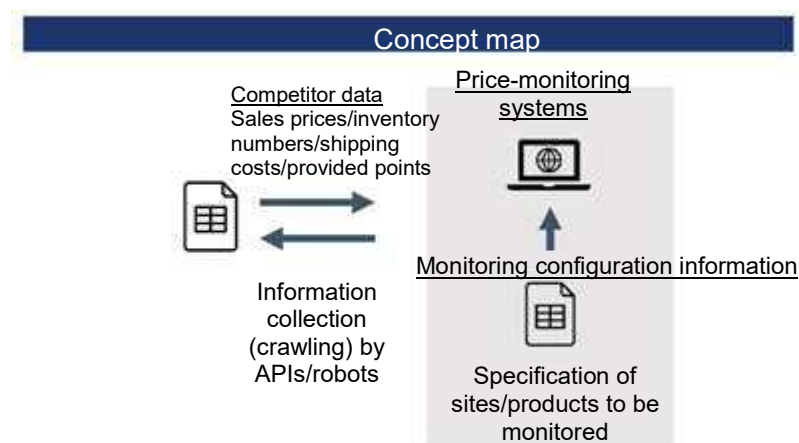 Concept map
Competitor data
Sales prices/inventory
numbers/shipping
costs/provided points
Price-monitoring
systems
Information
collection
(crawling) by
APIs/robots
Monitoring configuration information
Specification of
sites/products to be
monitored